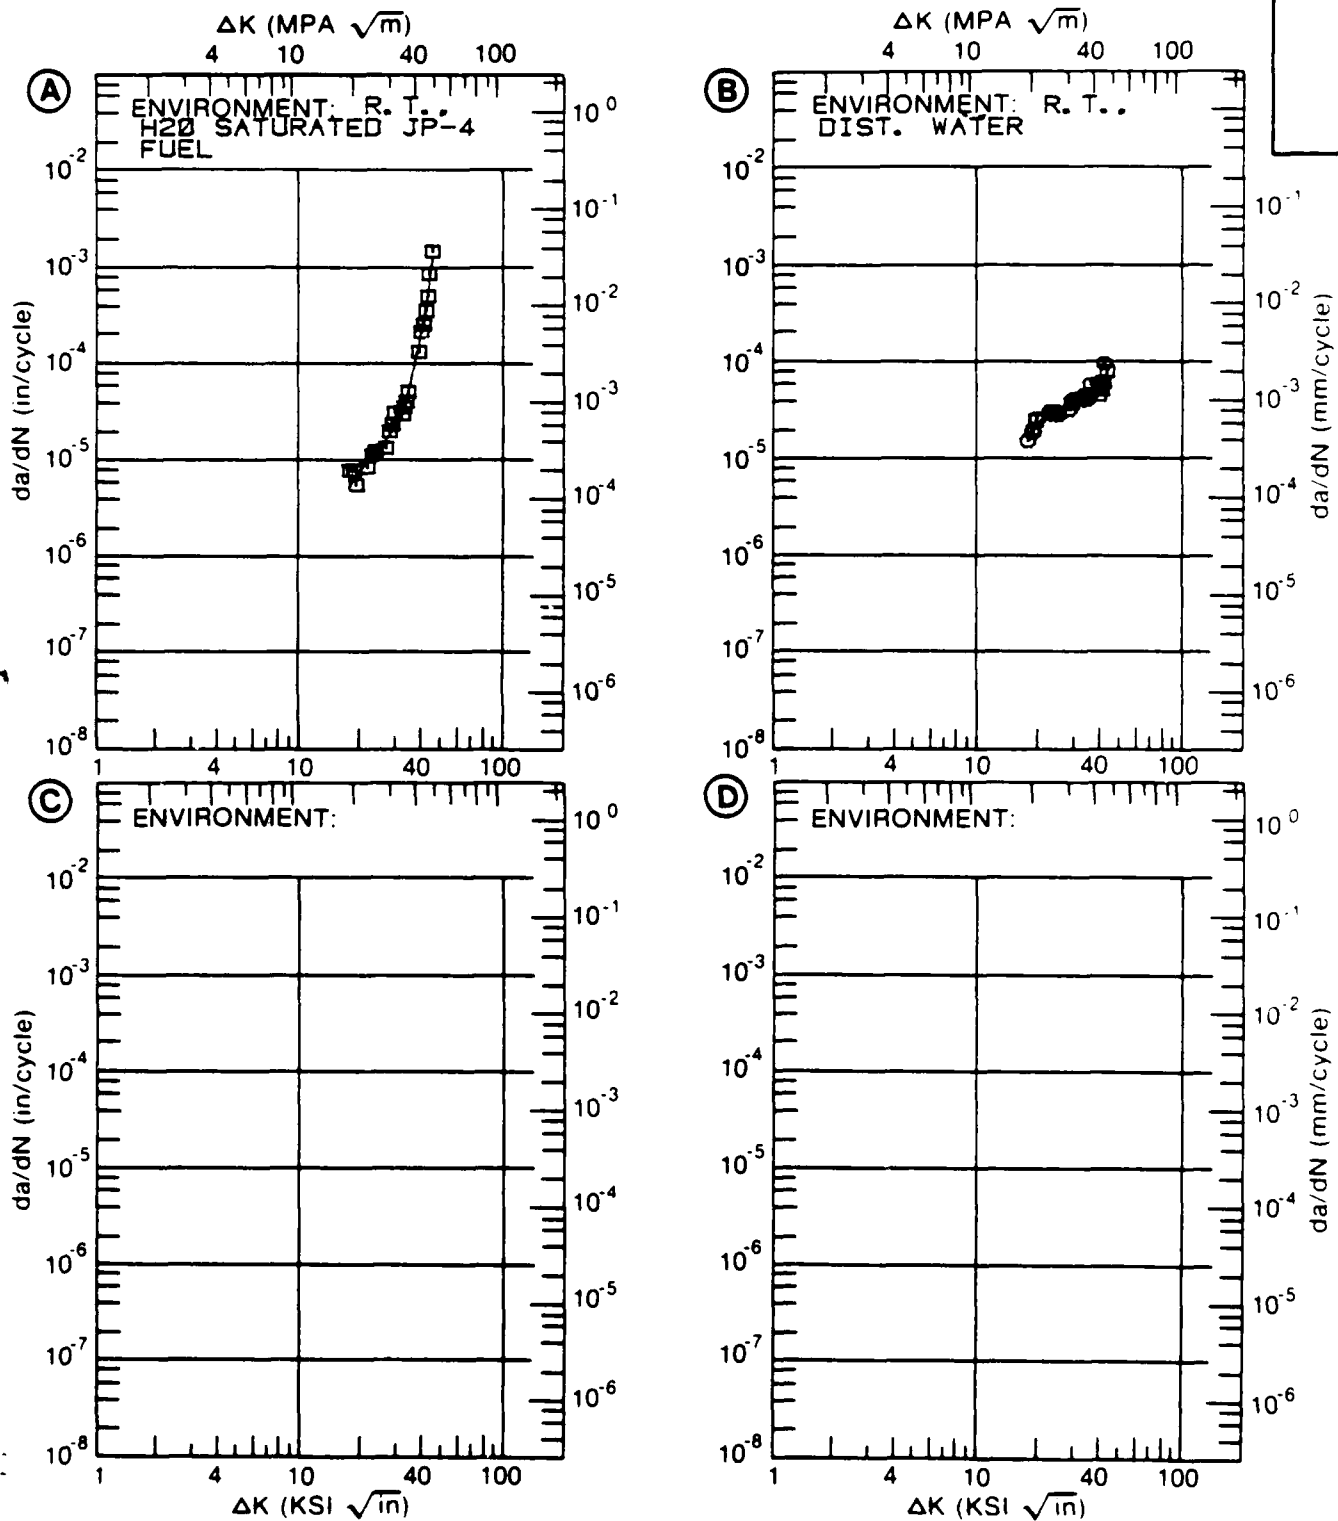 ΔK (MPA √m)
4 10 40 100
A
ENVIRONMENT: R.T.,
H2O SATURATED JP-4
FUEL
10⁻² 10⁻³ 10⁻⁴ 10⁻⁵ 10⁻⁶ 10⁻⁷ 10⁻⁸
da/dN (in/cycle)
10⁰ 10⁻¹ 10⁻² 10⁻³ 10⁻⁴ 10⁻⁵ 10⁻⁶
1 4 10 40 100
ΔK (MPA √m)
4 10 40 100
B
ENVIRONMENT: R.T.,
DIST. WATER
10⁻² 10⁻³ 10⁻⁴ 10⁻⁵ 10⁻⁶ 10⁻⁷ 10⁻⁸
10⁻¹ 10⁻² 10⁻³ 10⁻⁴ 10⁻⁵ 10⁻⁶
da/dN (mm/cycle)
1 4 10 40 100
C
ENVIRONMENT:
10⁻² 10⁻³ 10⁻⁴ 10⁻⁵ 10⁻⁶ 10⁻⁷ 10⁻⁸
da/dN (in/cycle)
10⁰ 10⁻¹ 10⁻² 10⁻³ 10⁻⁴ 10⁻⁵ 10⁻⁶
1 4 10 40 100
ΔK (KSI √in)
D
ENVIRONMENT:
10⁻² 10⁻³ 10⁻⁴ 10⁻⁵ 10⁻⁶ 10⁻⁷ 10⁻⁸
10⁰ 10⁻¹ 10⁻² 10⁻³ 10⁻⁴ 10⁻⁵ 10⁻⁶
da/dN (mm/cycle)
1 4 10 40 100
ΔK (KSI √in)